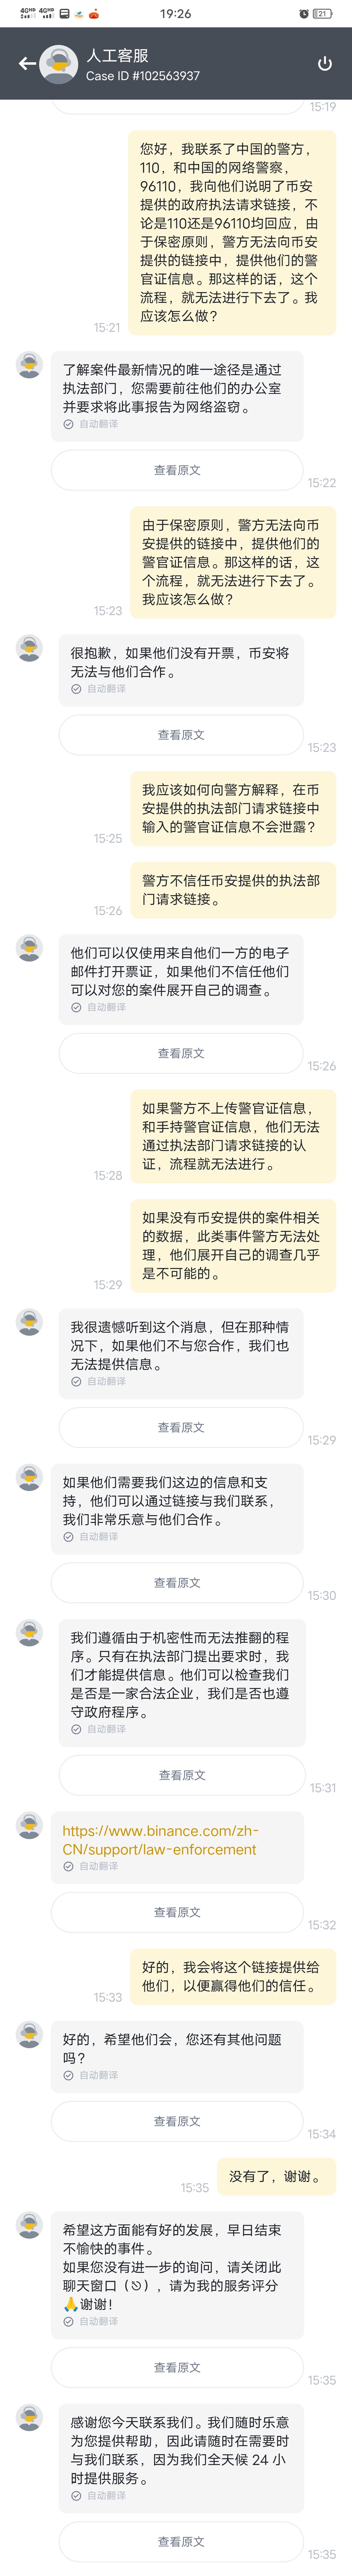 4GHD 4GHD 19:26 21
人工客服
Case ID #102563937
15:19
您好，我联系了中国的警方，
110，和中国的网络警察，
96110，我向他们说明了币安
提供的政府执法请求链接，不
论是110还是96110均回应，由
于保密原则，警方无法向币安
提供的链接中，提供他们的警
官证信息。那这样的话，这个
流程，就无法进行下去了。我
应该怎么做？
15:21
了解案件最新情况的唯一途径是通过
执法部门，您需要前往他们的办公室
并要求将此事报告为网络盗窃。
自动翻译
查看原文
15:22
由于保密原则，警方无法向币
安提供的链接中，提供他们的
警官证信息。那这样的话，这
个流程，就无法进行下去了。
我应该怎么做？
15:23
很抱歉，如果他们没有开票，币安将
无法与他们合作。
自动翻译
查看原文
15:23
我应该如何向警方解释，在币
安提供的执法部门请求链接中
输入的警官证信息不会泄露？
15:25
警方不信任币安提供的执法部
门请求链接。
15:26
他们可以仅使用来自他们一方的电子
邮件打开票证，如果他们不信任他们
可以对您的案件展开自己的调查。
自动翻译
查看原文
15:26
如果警方不上传警官证信息，
和手持警官证信息，他们无法
通过执法部门请求链接的认
证，流程就无法进行。
15:28
如果没有币安提供的案件相关
的数据，此类事件警方无法处
理，他们展开自己的调查几乎
是不可能的。
15:29
我很遗憾听到这个消息，但在那种情
况下，如果他们不与您合作，我们也
无法提供信息。
自动翻译
查看原文
15:29
如果他们需要我们这边的信息和支
持，他们可以通过链接与我们联系，
我们非常乐意与他们合作。
自动翻译
查看原文
15:30
我们遵循由于机密性而无法推翻的程
序。只有在执法部门提出要求时，我
们才能提供信息。他们可以检查我们
是否是一家合法企业，我们是否也遵
守政府程序。
自动翻译
查看原文
15:31
https://www.binance.com/zh-
CN/support/law-enforcement
自动翻译
查看原文
15:32
好的，我会将这个链接提供给
他们，以便赢得他们的信任。
15:33
好的，希望他们会，您还有其他问题
吗？
自动翻译
查看原文
15:34
没有了，谢谢。
15:35
希望这方面能有好的发展，早日结束
不愉快的事件。
如果您没有进一步的询问，请关闭此
聊天窗口（⎋），请为我的服务评分
🙏谢谢！
自动翻译
查看原文
15:35
感谢您今天联系我们。我们随时乐意
为您提供帮助，因此请随时在需要时
与我们联系，因为我们全天候 24 小
时提供服务。
自动翻译
查看原文
15:35